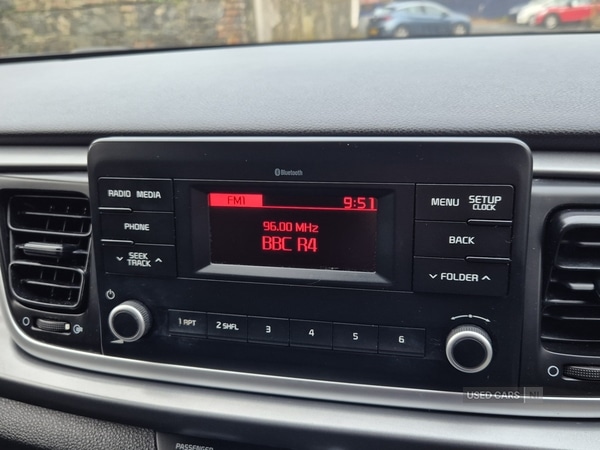 Bluetooth
RADIO MEDIA
PHONE
SEEK
TRACK
FM1 9:51
96.00 MHz
BBC R4
MENU SETUP
CLOCK
BACK
FOLDER
1 RPT 2 SHFL 3 4 5 6
USED CARS NI
PASSENGER